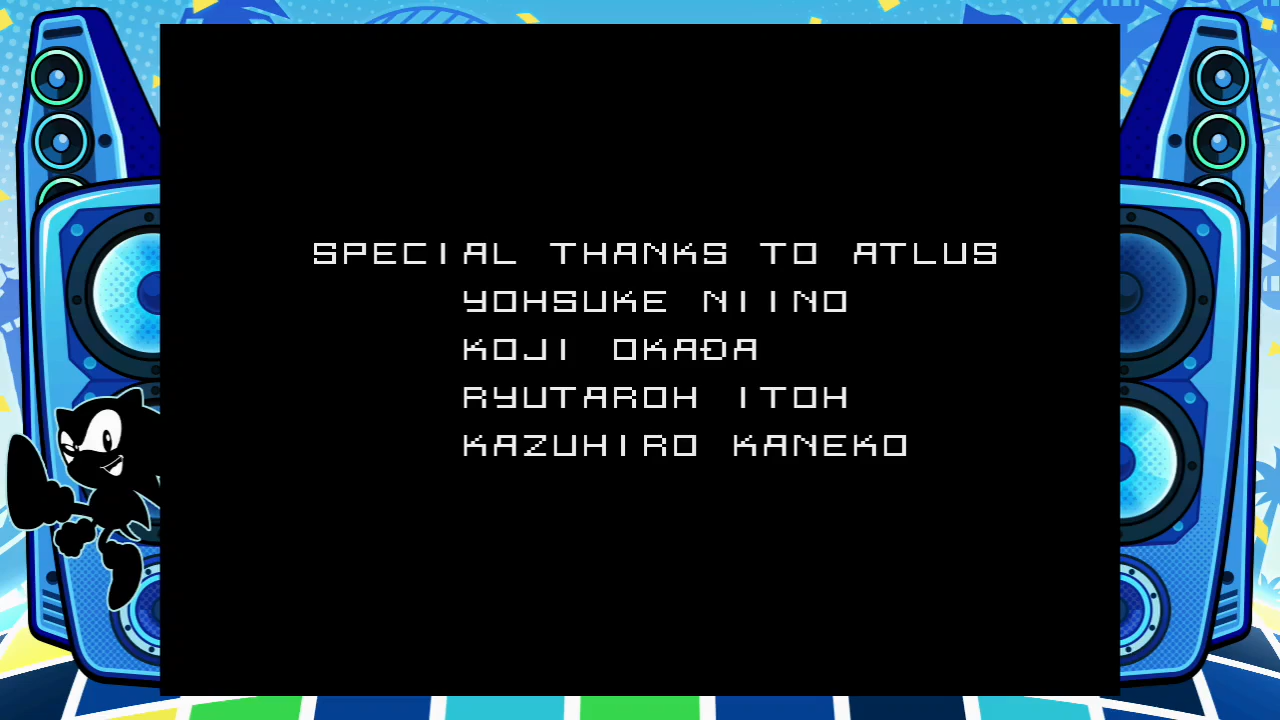 SPECIAL THANKS TO ATLUS
YOHSUKE NIINO
KOJI OKADA
RYUTAROH ITOH
KAZUHIRO KANEKO